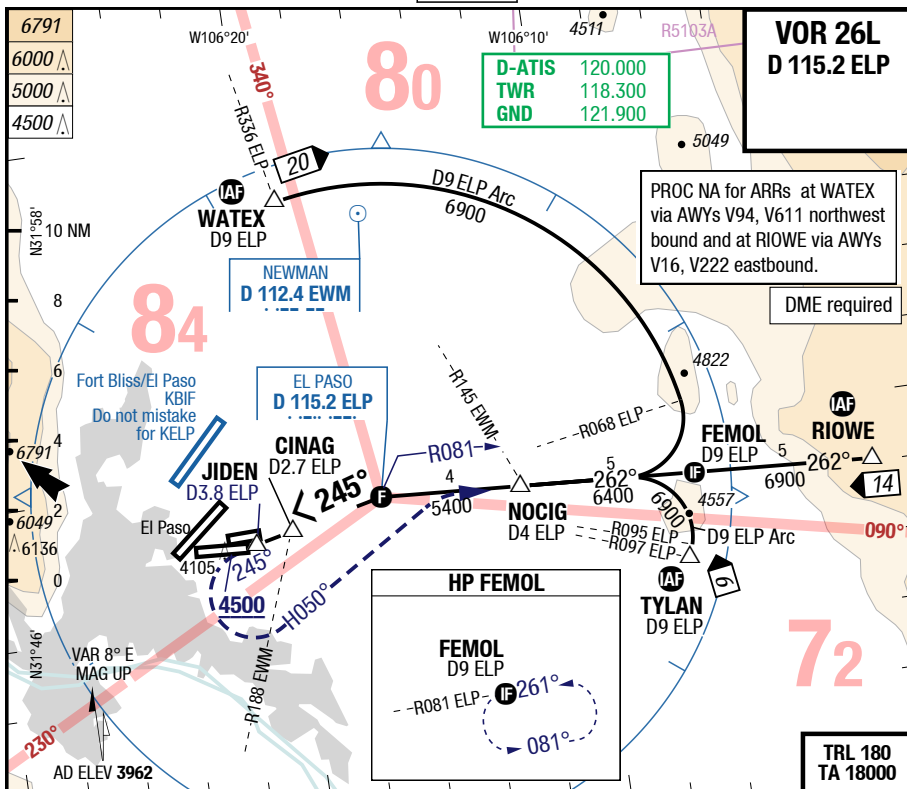 6791
6000
5000
4500
W106°20'
W106°10'
4511
R5103A
VOR 26L
D 115.2 ELP
D-ATIS 120.000
TWR 118.300
GND 121.900
340°
80
5049
R336 ELP
20
IAF
WATEX
D9 ELP
D9 ELP Arc
6900
PROC NA for ARRs at WATEX
via AWYs V94, V611 northwest
bound and at RIOWE via AWYs
V16, V222 eastbound.
DME required
N31°58'
10 NM
8
6
4
2
0
NEWMAN
D 112.4 EWM
84
Fort Bliss/El Paso
KBIF
Do not mistake
for KELP
EL PASO
D 115.2 ELP
R145 EWM
4822
R068 ELP
IAF
RIOWE
FEMOL
D9 ELP
IF
5
262°
6900
14
6791
6049
6136
CINAG
D2.7 ELP
JIDEN
D3.8 ELP
< 245°
R081
F
4
5400
5
262°
6400
NOCIG
D4 ELP
6900
4557
D9 ELP Arc
R095 ELP
R097 ELP
090°
El Paso
4105
245°
4500
H050°
IAF
TYLAN
D9 ELP
9
72
HP FEMOL
FEMOL
D9 ELP
R081 ELP
IF
261°
081°
N31°46'
VAR 8° E
MAG UP
R188 EWM
230°
AD ELEV 3962
TRL 180
TA 18000